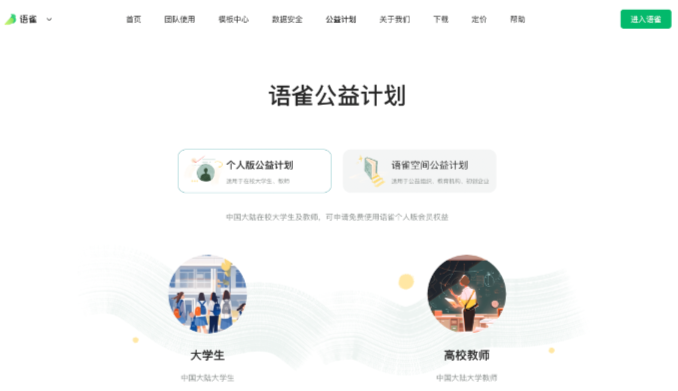 语雀
首页 团队使用 模板中心 数据安全 公益计划 关于我们 下载 定价 帮助
进入语雀
语雀公益计划
个人版公益计划
适用于在校大学生、教师
语雀空间公益计划
适用于公益组织、教育机构、初创企业
中国大陆在校大学生及教师，可申请免费使用语雀个人版会员权益
大学生
高校教师
中国大陆大学生
中国大陆大学教师